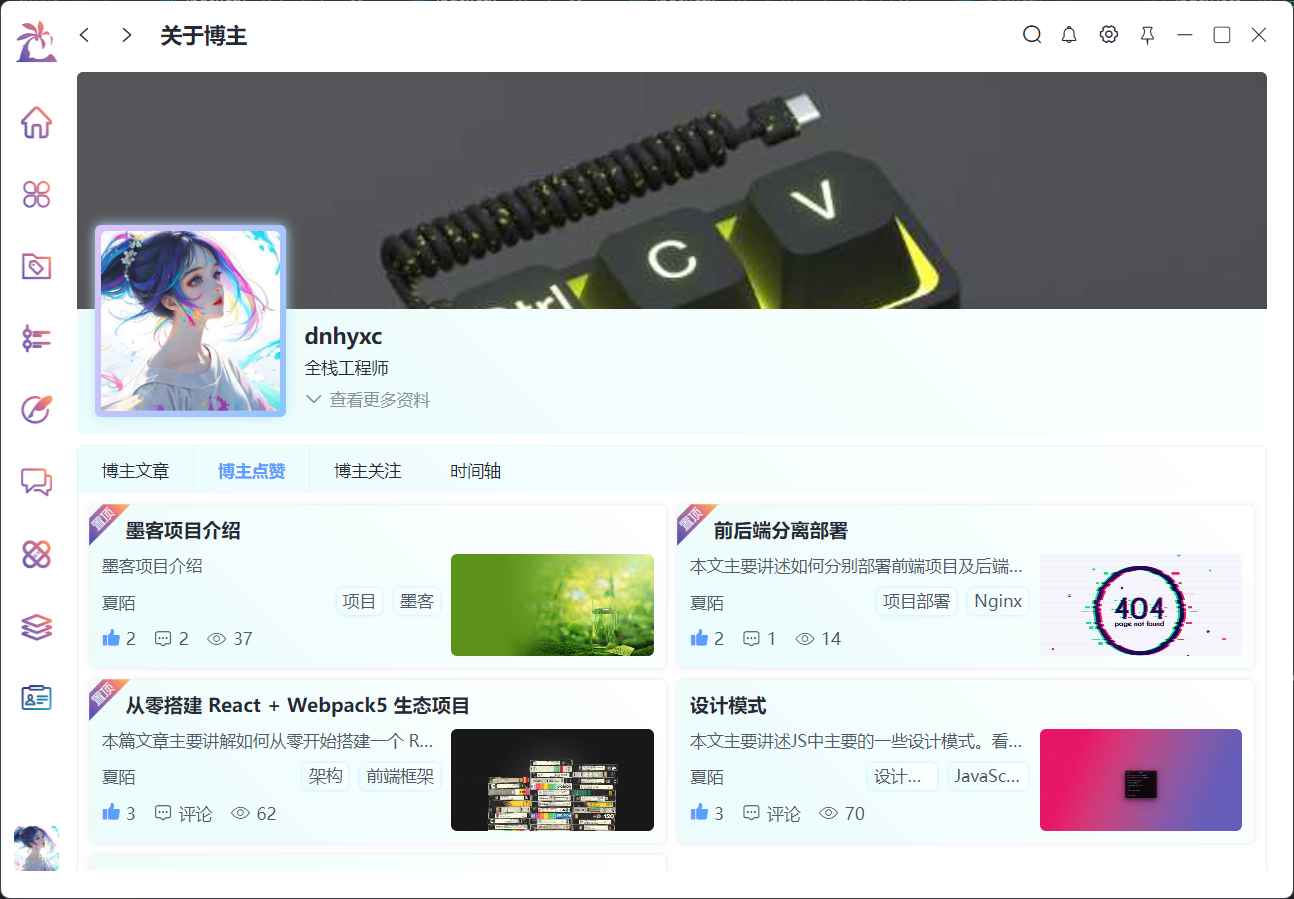 关于博主
V
C
Ctrl
dnhyxc
全栈工程师
查看更多资料
博主文章 博主点赞 博主关注 时间轴
置顶 墨客项目介绍
墨客项目介绍
夏陌 项目 墨客
2 2 37
置顶 前后端分离部署
本文主要讲述如何分别部署前端项目及后端...
夏陌 项目部署 Nginx
2 1 14
404
page not found
置顶 从零搭建 React + Webpack5 生态项目
本篇文章主要讲解如何从零开始搭建一个 R...
夏陌 架构 前端框架
3 评论 62
设计模式
本文主要讲述JS中主要的一些设计模式。看...
夏陌 设计... JavaSc...
3 评论 70